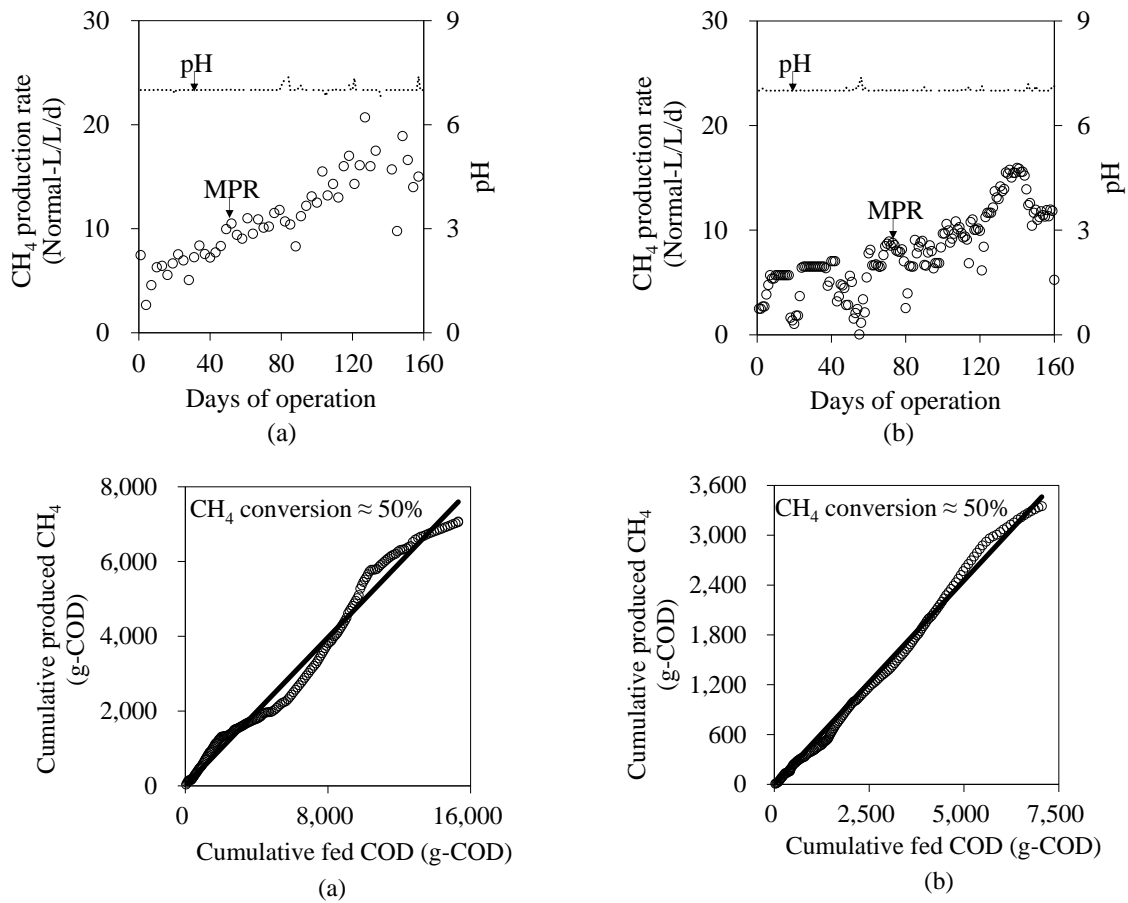 30
20
10
0
CH4 production rate
(Normal-L/L/d)
pH
MPR
9
6
3
0
pH
0 40 80 120 160
Days of operation
(a)
30
25
20
15
10
5
0
CH4 production rate
(Normal-L/L/d)
pH
MPR
9
6
3
0
pH
0 40 80 120 160
Days of operation
(b)
8,000
6,000
4,000
2,000
0
Cumulative produced CH4
(g-COD)
CH4 conversion ≈ 50%
0 8,000 16,000
Cumulative fed COD (g-COD)
(a)
3,600
3,000
2,400
1,800
1,200
600
0
Cumulative produced CH4
(g-COD)
CH4 conversion ≈ 50%
0 2,500 5,000 7,500
Cumulative fed COD (g-COD)
(b)